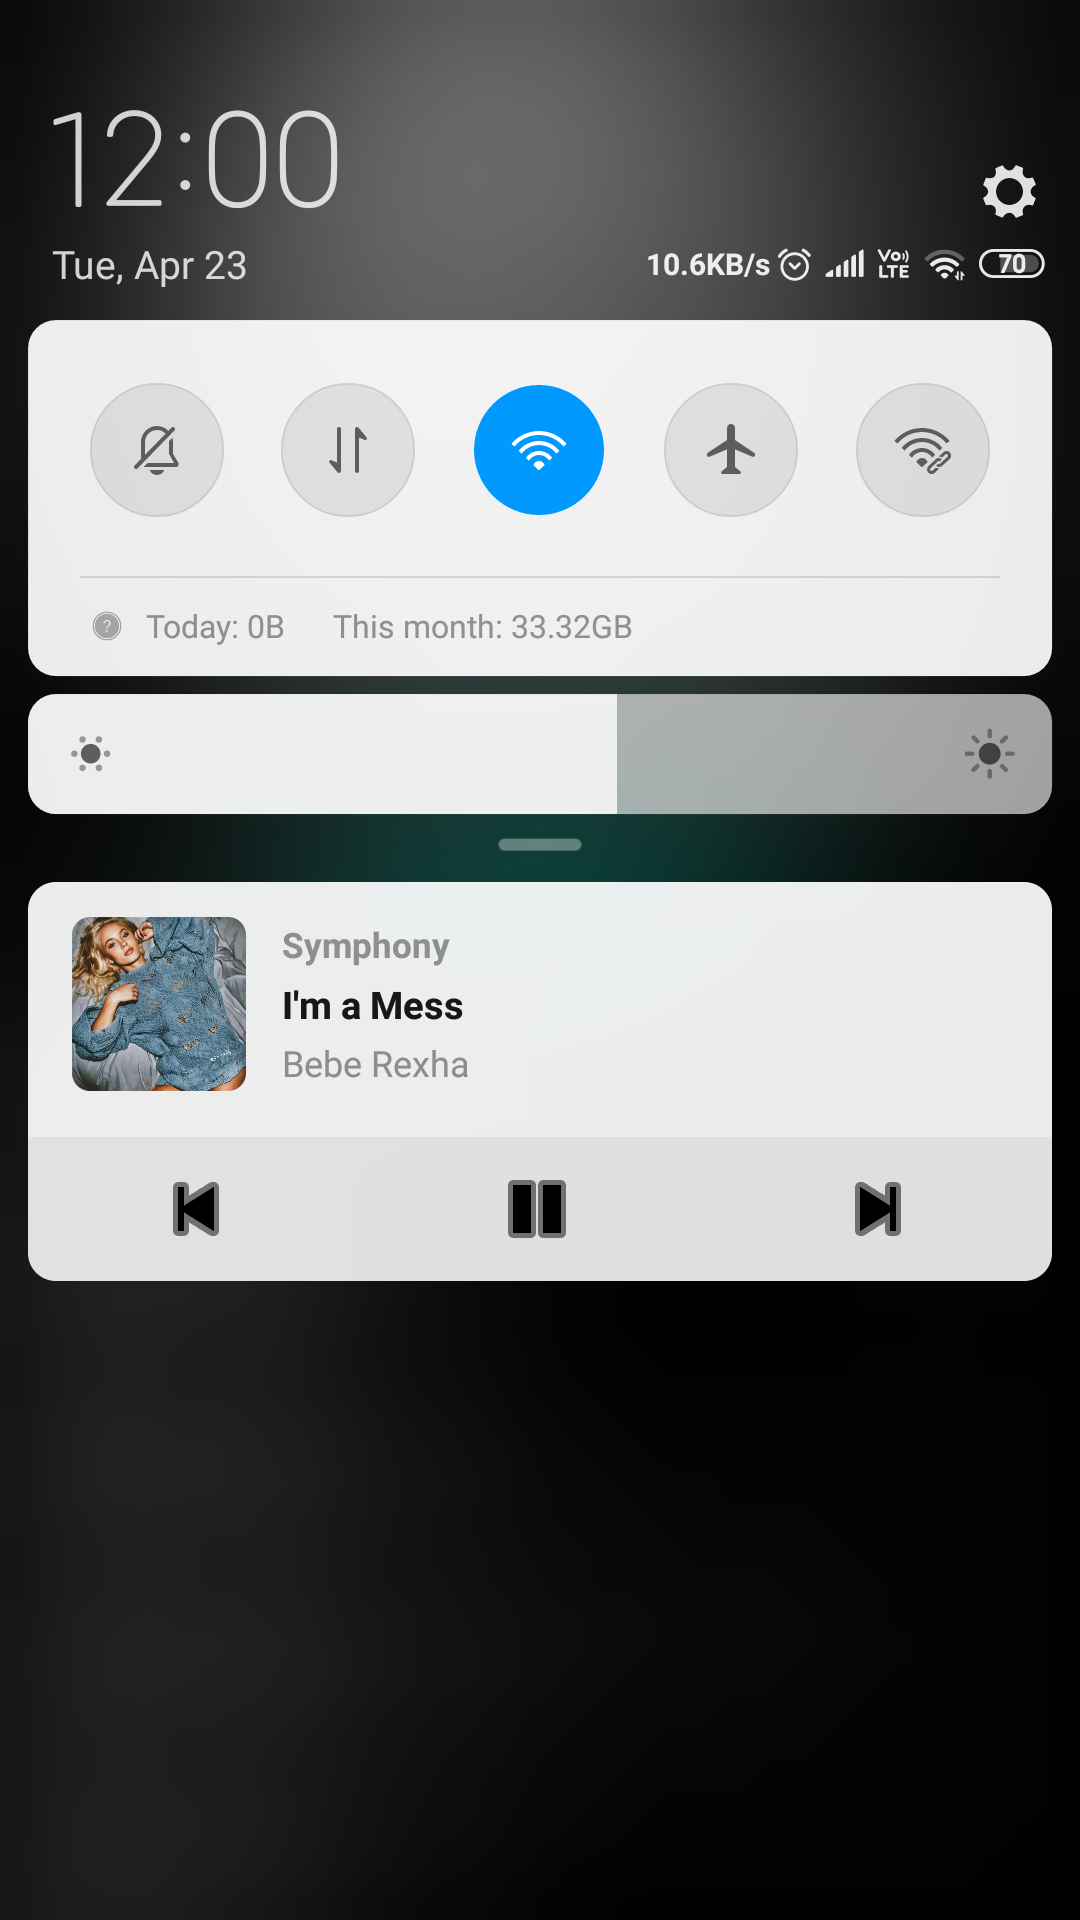 12:00
Tue, Apr 23
10.6KB/s Vo)) LTE 70
? Today: 0B This month: 33.32GB
Symphony
I'm a Mess
Bebe Rexha